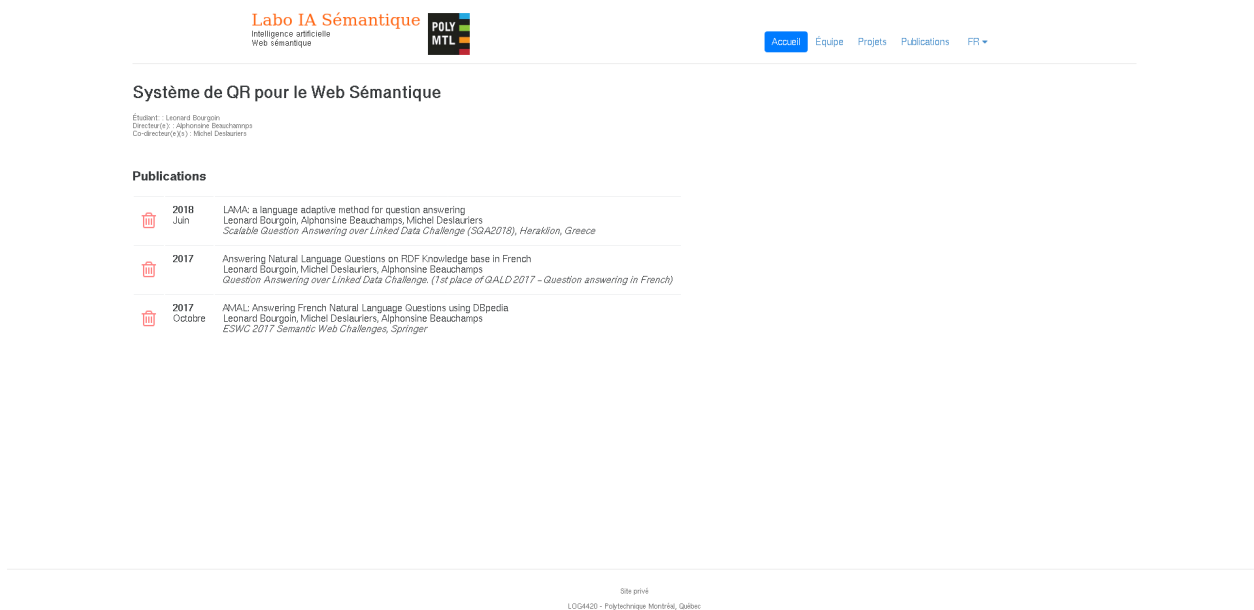 Labo IA Sémantique
Intelligence artificielle
Web sémantique
POLY
MTL
Accueil
Équipe
Projets
Publications
FR
Système de QR pour le Web Sémantique
Étudiant: : Leonard Bourgoin
Directeur(e): : Alphonsine Beauchamnps
Co-directeur(e)(s) : Michel Deslauriers
Publications
2018
Juin
LAMA: a language adaptive method for question answering
Leonard Bourgoin, Alphonsine Beauchamps, Michel Deslauriers
Scalable Question Answering over Linked Data Challenge (SQA2018), Heraklion, Greece
2017
Answering Natural Language Questions on RDF Knowledge base in French
Leonard Bourgoin, Michel Deslauriers, Alphonsine Beauchamps
Question Answering over Linked Data Challenge. (1st place of QALD 2017 – Question answering in French)
2017
Octobre
AMAL: Answering French Natural Language Questions using DBpedia
Leonard Bourgoin, Michel Deslauriers, Alphonsine Beauchamps
ESWC 2017 Semantic Web Challenges, Springer
Site privé
LOG4420 - Polytechnique Montréal, Québec